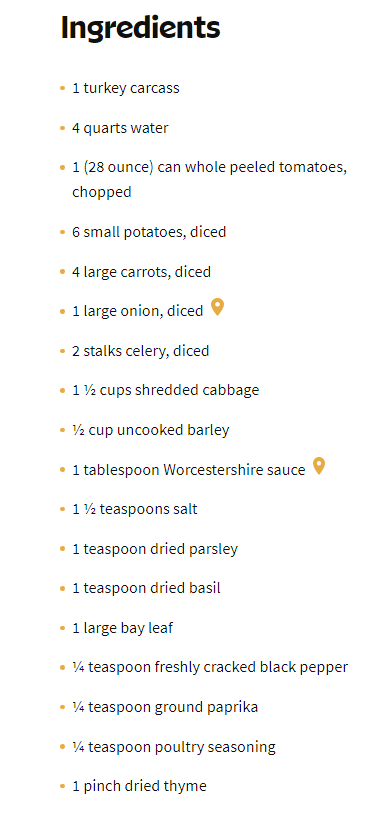 Ingredients
1 turkey carcass
4 quarts water
1 (28 ounce) can whole peeled tomatoes,
chopped
6 small potatoes, diced
4 large carrots, diced
1 large onion, diced
2 stalks celery, diced
1 ½ cups shredded cabbage
½ cup uncooked barley
1 tablespoon Worcestershire sauce
1 ½ teaspoons salt
1 teaspoon dried parsley
1 teaspoon dried basil
1 large bay leaf
¼ teaspoon freshly cracked black pepper
¼ teaspoon ground paprika
¼ teaspoon poultry seasoning
1 pinch dried thyme